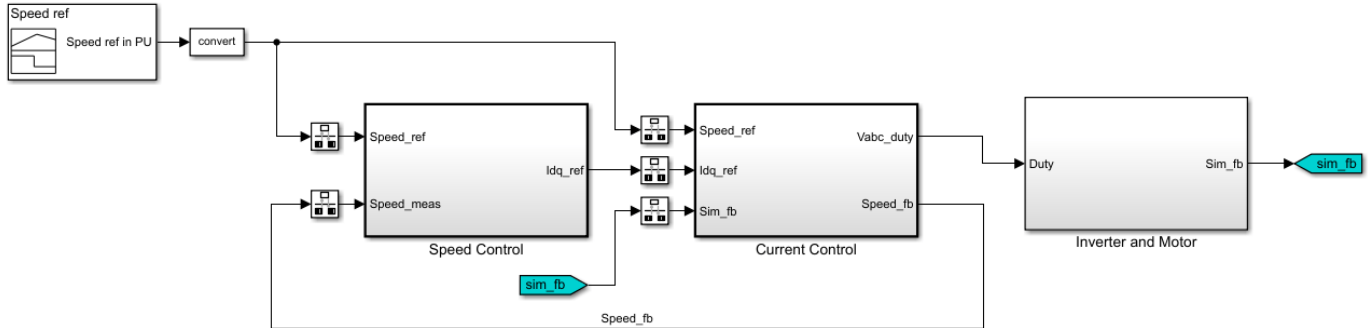 Speed ref
Speed ref in PU
convert
Speed_ref
Speed_meas
Idq_ref
Speed Control
Speed_ref
Idq_ref
Sim_fb
Vabc_duty
Speed_fb
Current Control
Duty
Sim_fb
Inverter and Motor
sim_fb
sim_fb
Speed_fb